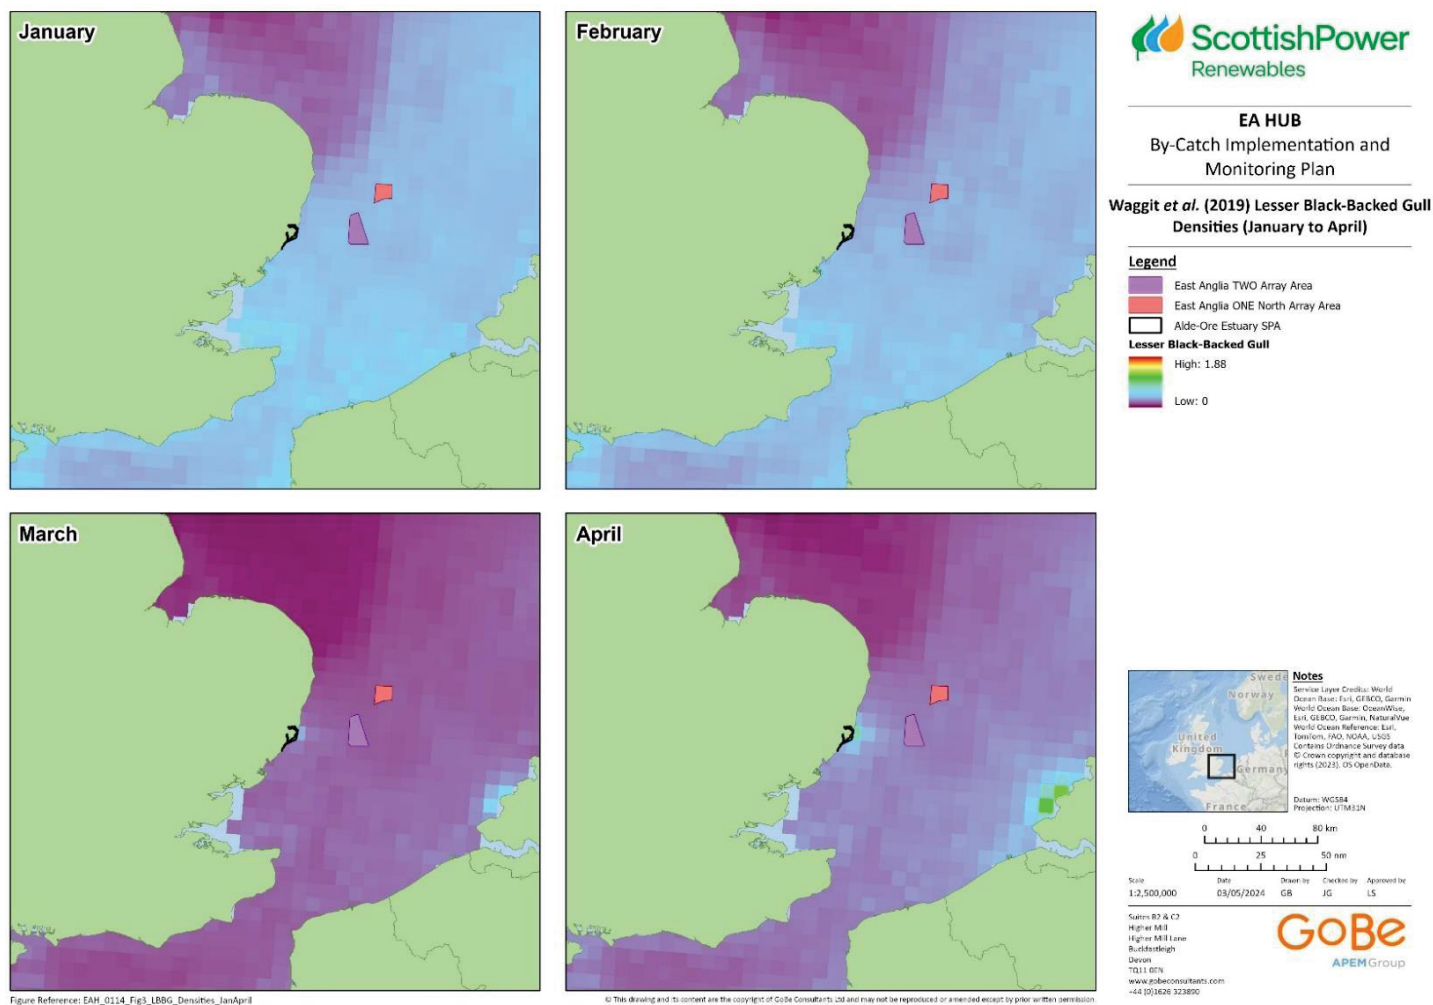 January
February
March
April
ScottishPower
Renewables
EA HUB
By-Catch Implementation and
Monitoring Plan
Waggit et al. (2019) Lesser Black-Backed Gull
Densities (January to April)
Legend
East Anglia TWO Array Area
East Anglia ONE North Array Area
Alde-Ore Estuary SPA
Lesser Black-Backed Gull
High: 1.88
Low: 0
Swede
Norway
United
Kingdom
Germany
France
Notes
Service Layer Credits: World
Ocean Base: Esri, GEBCO, Garmin
World Ocean Base: OceanWise,
Esri, GEBCO, Garmin, NaturalVue
World Ocean Reference: Esri,
TomTom, FAO, NOAA, USGS
Contains Ordnance Survey data
© Crown copyright and database
rights (2023). OS OpenData.
Datum: WGS84
Projection: UTM31N
0 40 80 km
0 25 50 nm
Scale Date Drawn by Checked by Approved by
1:2,500,000 03/05/2024 GB JG LS
Suites B2 & C2
Higher Mill
Higher Mill Lane
Buckfastleigh
Devon
TQ11 0EN
www.gobeconsultants.com
+44 (0)1626 323890
GoBe
APEMGroup
Figure Reference: EAH_0114_Fig3_LBBG_Densities_JanApril
© This drawing and its content are the copyright of GoBe Consultants Ltd and may not be reproduced or amended except by prior written permission.